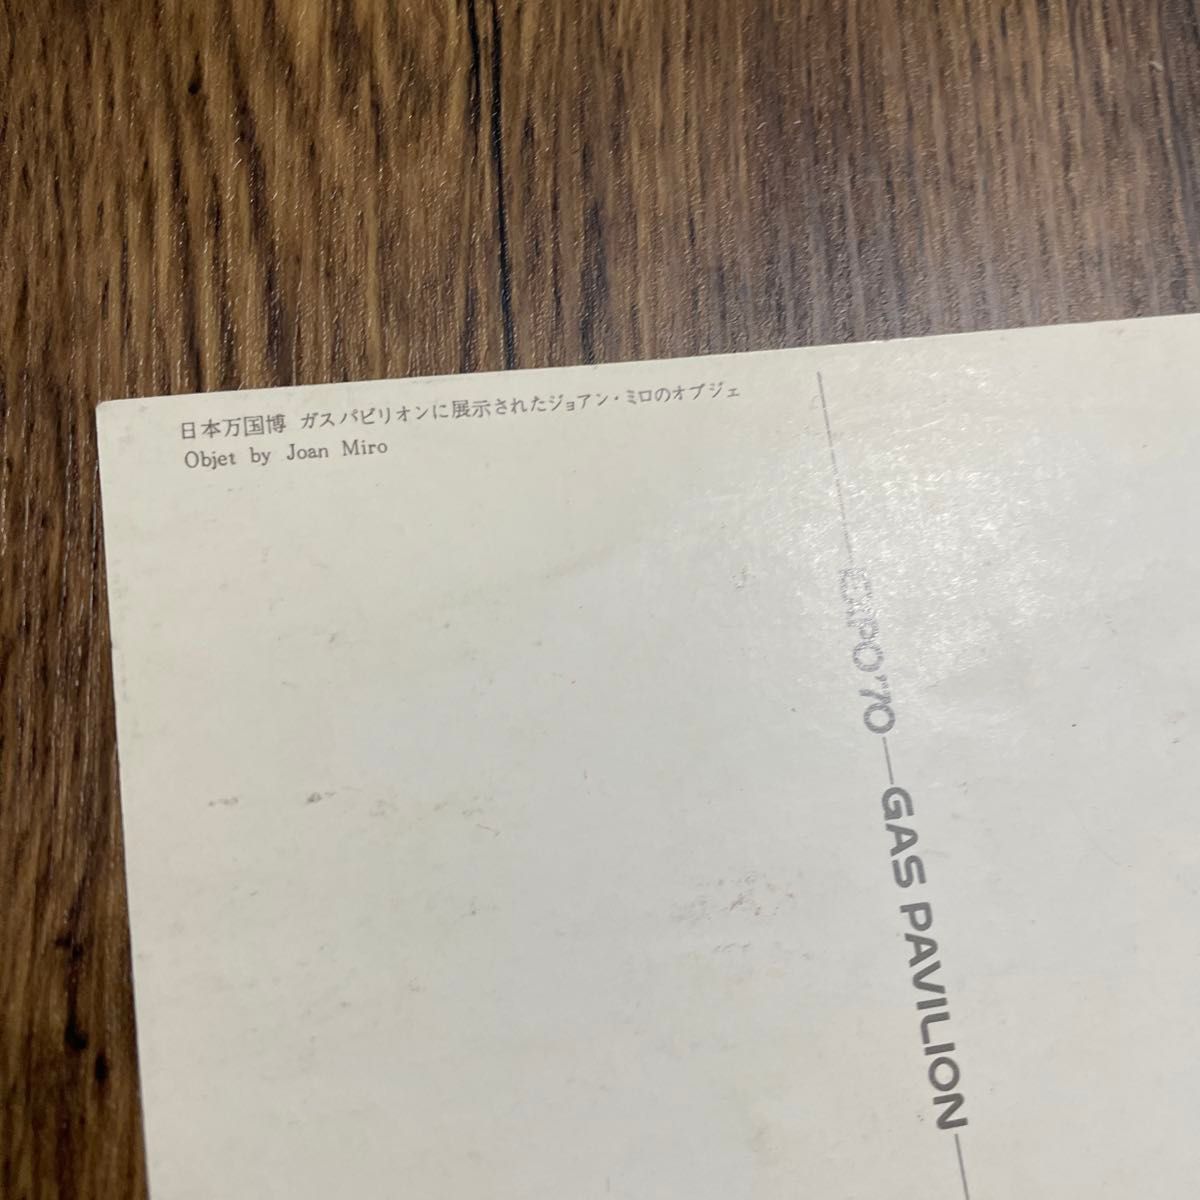 日本万国博 ガスパビリオンに展示されたジョアン・ミロのオブジェ
Objet by Joan Miro
EXPO'70—GAS PAVILION